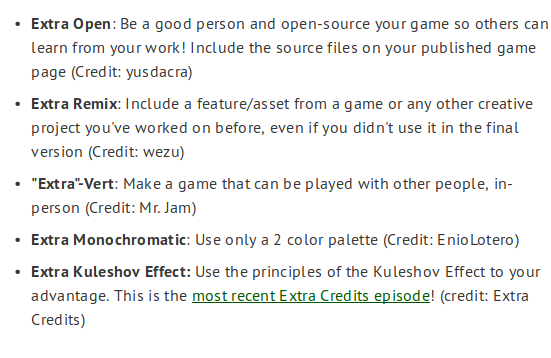 • Extra Open: Be a good person and open-source your game so others can
learn from your work! Include the source files on your published game
page (Credit: yusdacra)
• Extra Remix: Include a feature/asset from a game or any other creative
project you've worked on before, even if you didn't use it in the final
version (Credit: wezu)
• "Extra"-Vert: Make a game that can be played with other people, in-
person (Credit: Mr. Jam)
• Extra Monochromatic: Use only a 2 color palette (Credit: EnioLotero)
• Extra Kuleshov Effect: Use the principles of the Kuleshov Effect to your
advantage. This is the most recent Extra Credits episode! (credit: Extra
Credits)